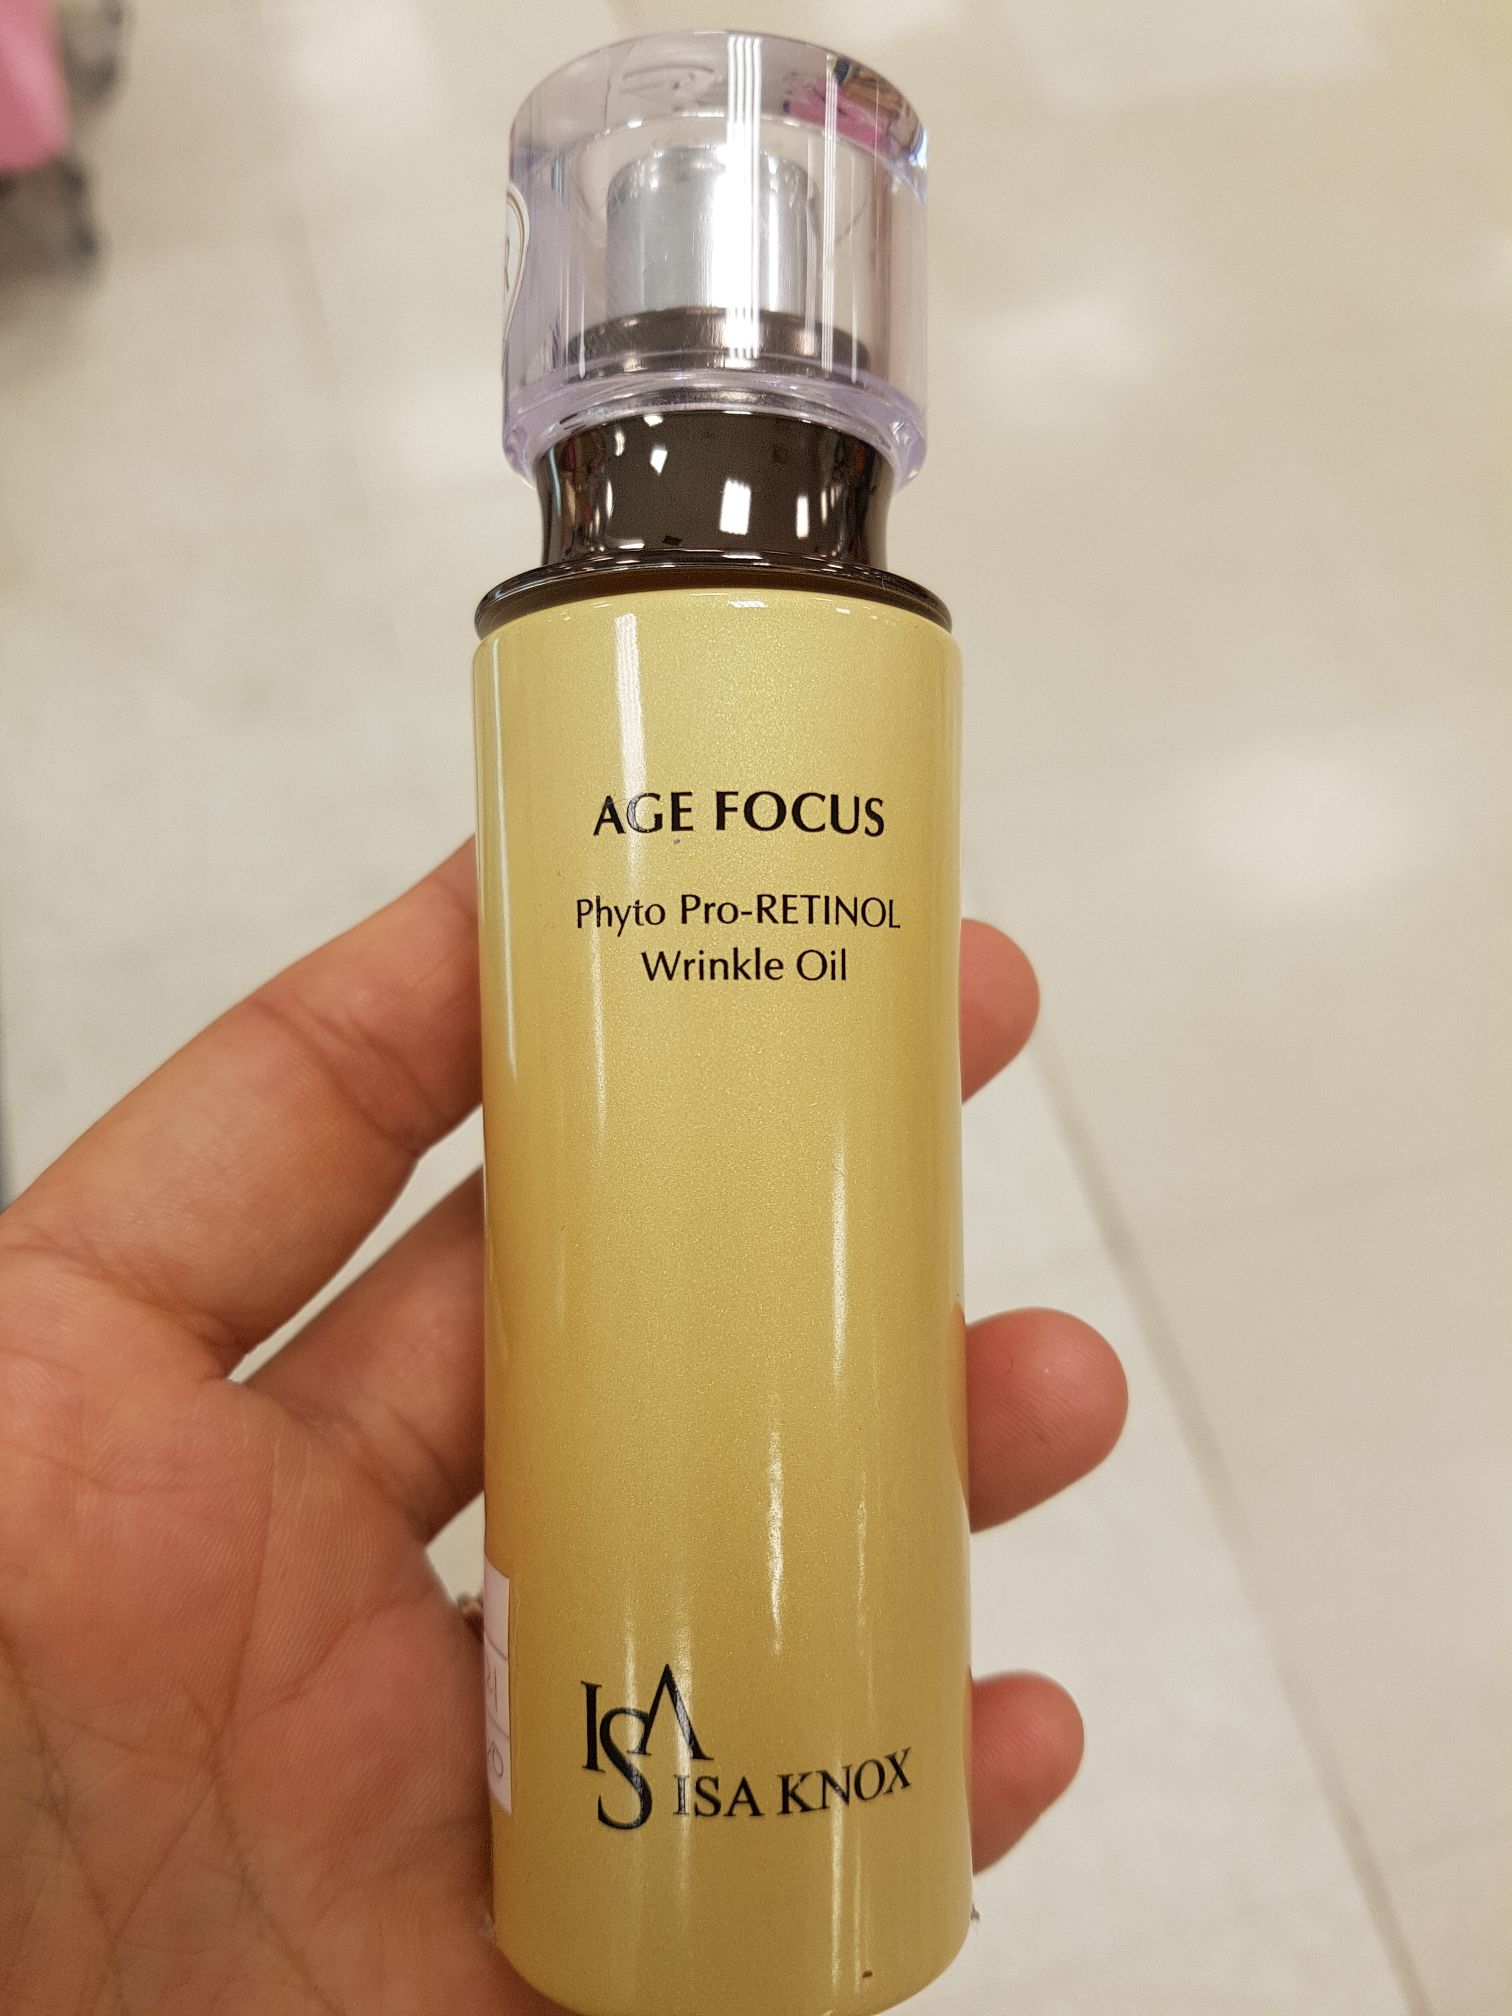 AGE FOCUS
Phyto Pro-RETINOL
Wrinkle Oil
ISA
ISA KNOX